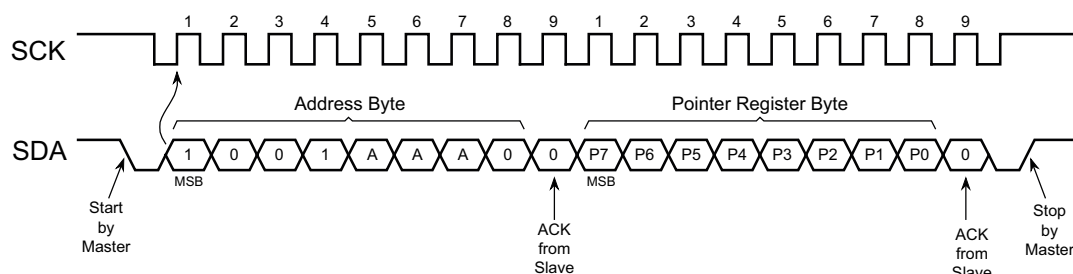 1 2 3 4 5 6 7 8 9 1 2 3 4 5 6 7 8 9
SCK
Address Byte
Pointer Register Byte
SDA
1 0 0 1 A A A 0 0 P7 P6 P5 P4 P3 P2 P1 P0 0
MSB
MSB
Start
by
Master
ACK
from
Slave
ACK
from
Slave
Stop
by
Master